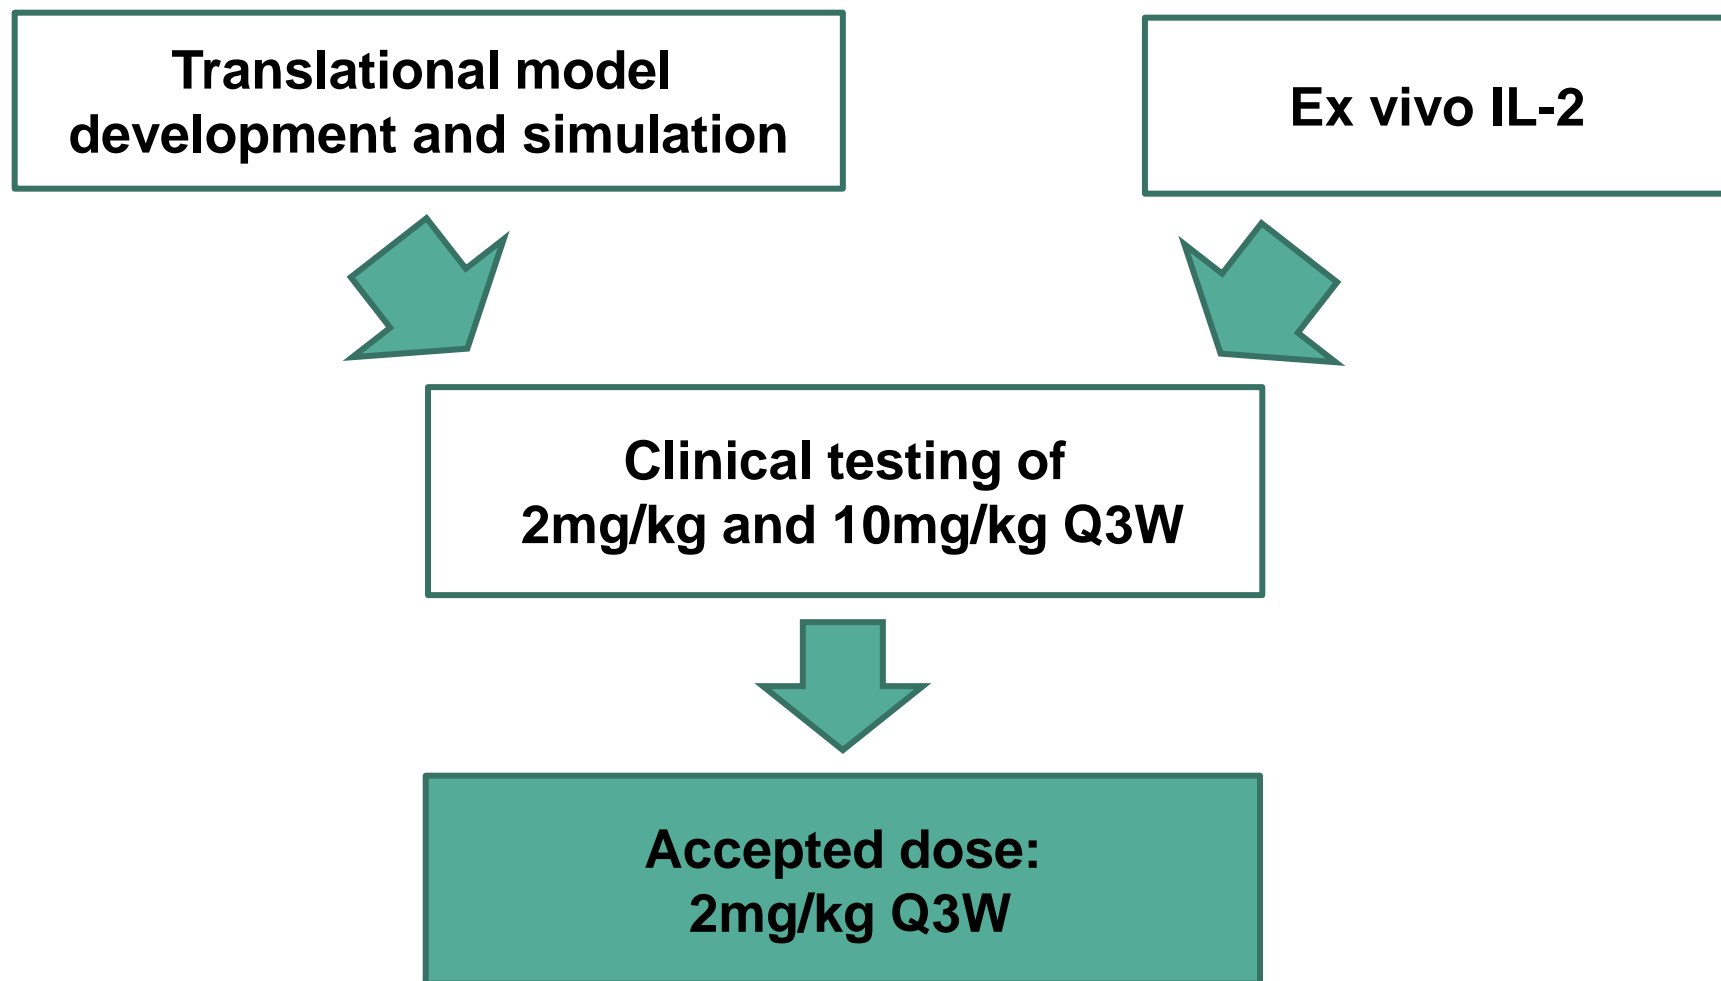 Translational model
development and simulation
Ex vivo IL-2
Clinical testing of
2mg/kg and 10mg/kg Q3W
Accepted dose:
2mg/kg Q3W